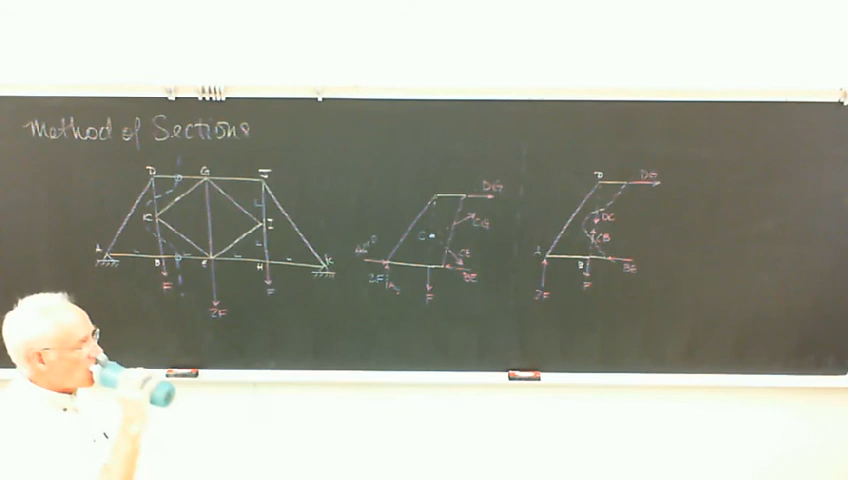 Method of Sections
D G I
K I
L
L
A B E H K
F 2F F
DG
CG
CE
BE
2F F
D DG
DC
CB
B BE
2F F